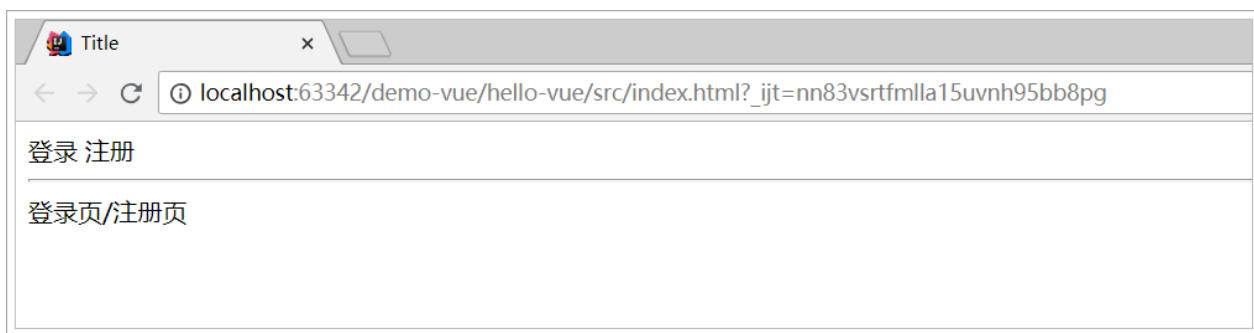 Title
localhost:63342/demo-vue/hello-vue/src/index.html?_ijt=nn83vsrtfmlla15uvnh95bb8pg
登录 注册
登录页/注册页